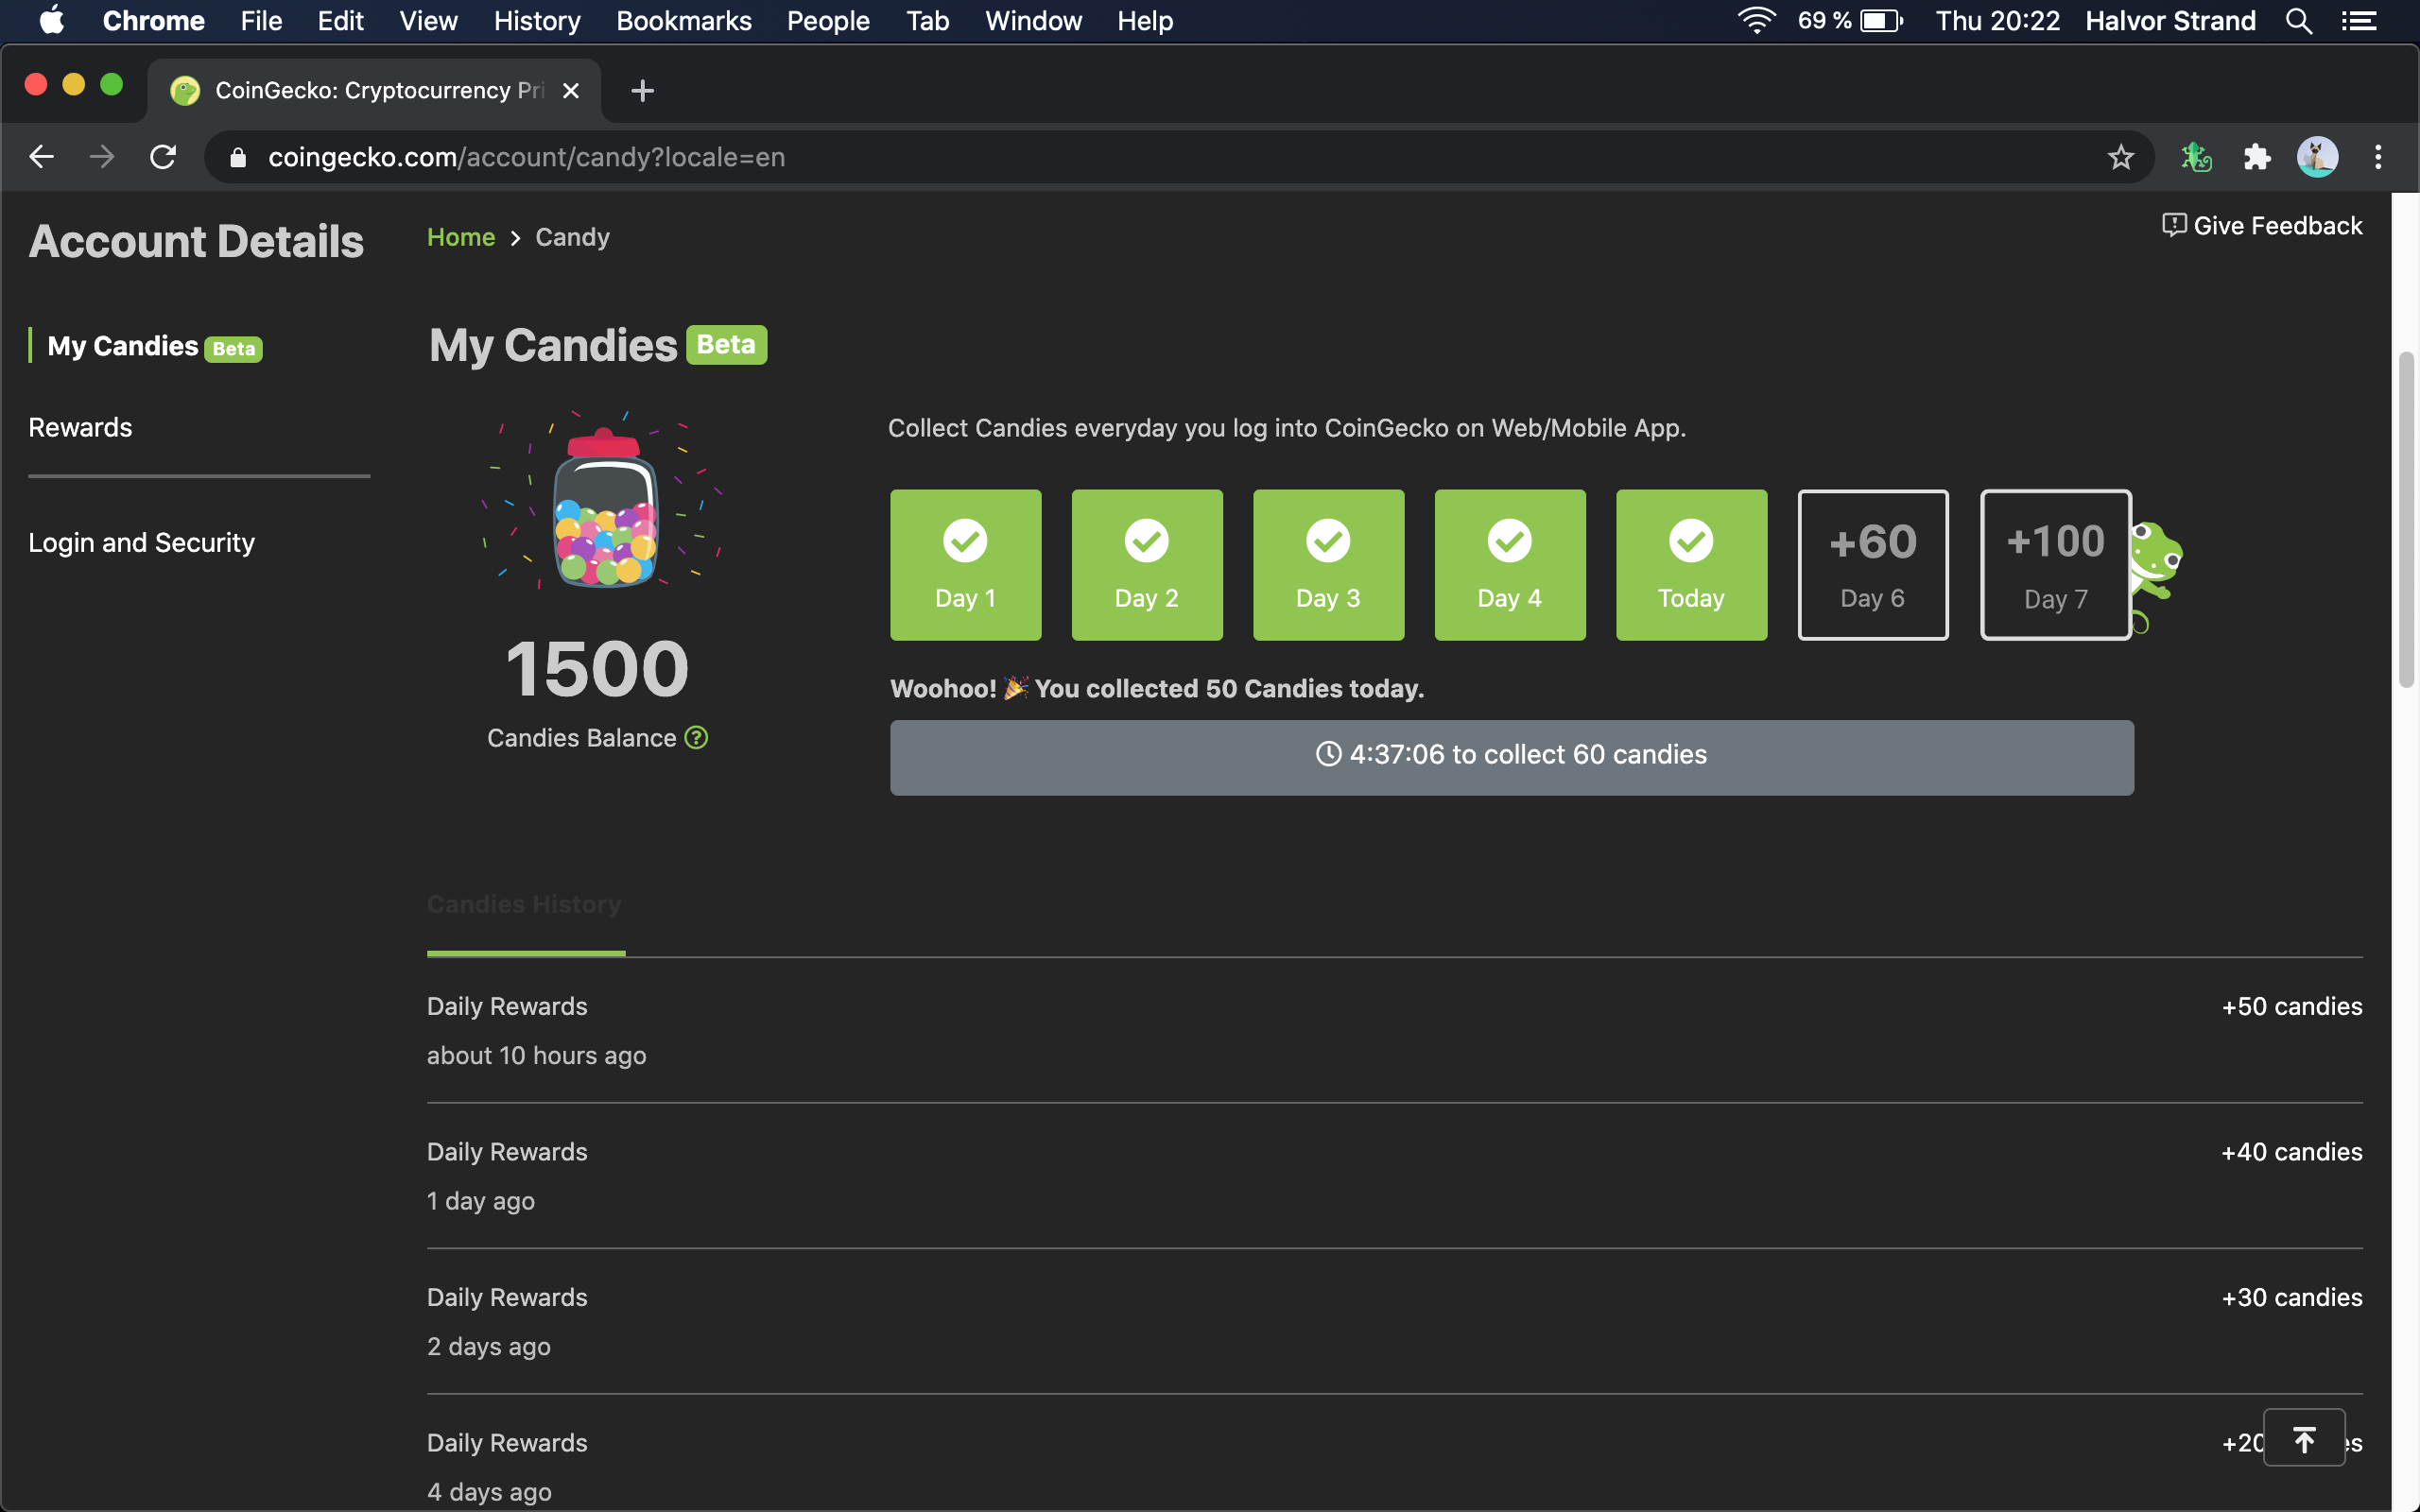 Chrome File Edit View History Bookmarks People Tab Window Help 69 % Thu 20:22 Halvor Strand
CoinGecko: Cryptocurrency Pri
coingecko.com/account/candy?locale=en
Account Details
Home > Candy
Give Feedback
My Candies Beta
Rewards
Login and Security
My Candies Beta
1500
Candies Balance ?
Collect Candies everyday you log into CoinGecko on Web/Mobile App.
+60 +100
Day 1 Day 2 Day 3 Day 4 Today Day 6 Day 7
Woohoo! 🎉 You collected 50 Candies today.
4:37:06 to collect 60 candies
Candies History
Daily Rewards +50 candies
about 10 hours ago
Daily Rewards +40 candies
1 day ago
Daily Rewards +30 candies
2 days ago
Daily Rewards +20
4 days ago